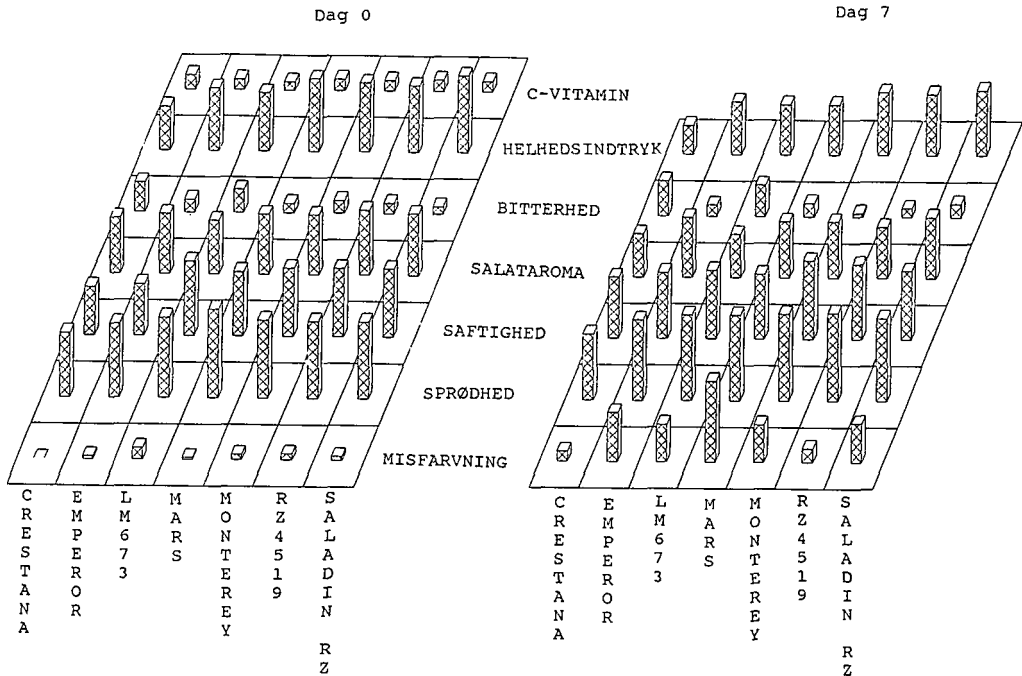 Dag 0
Dag 7
C-VITAMIN
HELHEDSINDTRYK
BITTERHED
SALATAROMA
SAFTIGHED
SPRØDHED
MISFARVNING
CRESTANA
EMPEROR
LM673
MARS
MONTEREY
RZ4519
SALADIN RZ
CRESTANA
EMPEROR
LM673
MARS
MONTEREY
RZ4519
SALADIN RZ